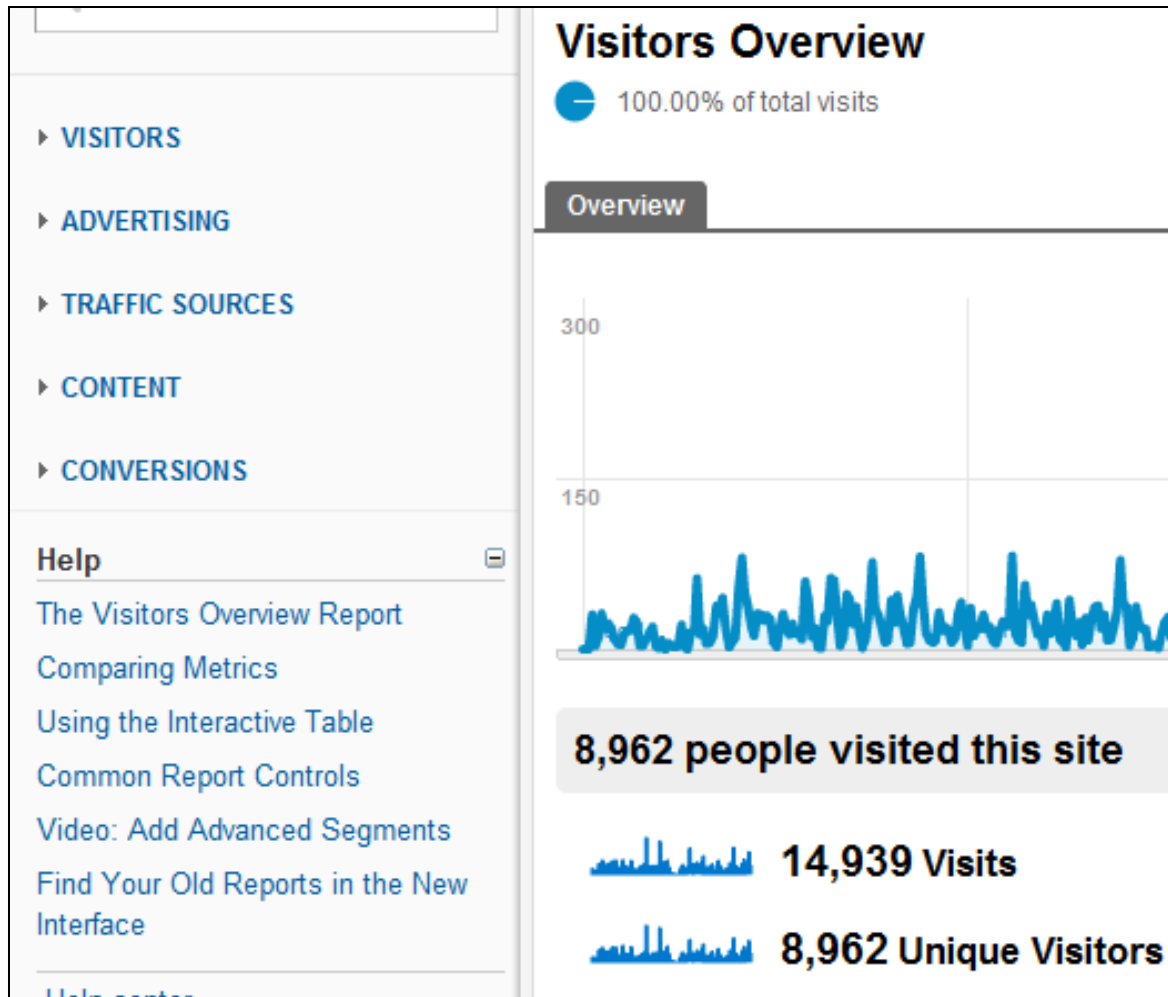 VISITORS
ADVERTISING
TRAFFIC SOURCES
CONTENT
CONVERSIONS
Help
The Visitors Overview Report
Comparing Metrics
Using the Interactive Table
Common Report Controls
Video: Add Advanced Segments
Find Your Old Reports in the New
Interface
Help center
Visitors Overview
100.00% of total visits
Overview
300
150
8,962 people visited this site
14,939 Visits
8,962 Unique Visitors